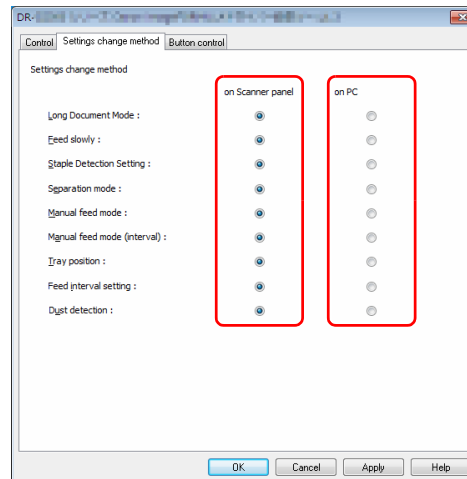 DR-
Control Settings change method Button control
Settings change method
on Scanner panel on PC
Long Document Mode :
Feed slowly :
Staple Detection Setting :
Separation mode :
Manual feed mode :
Manual feed mode (interval) :
Tray position :
Feed interval setting :
Dust detection :
OK Cancel Apply Help